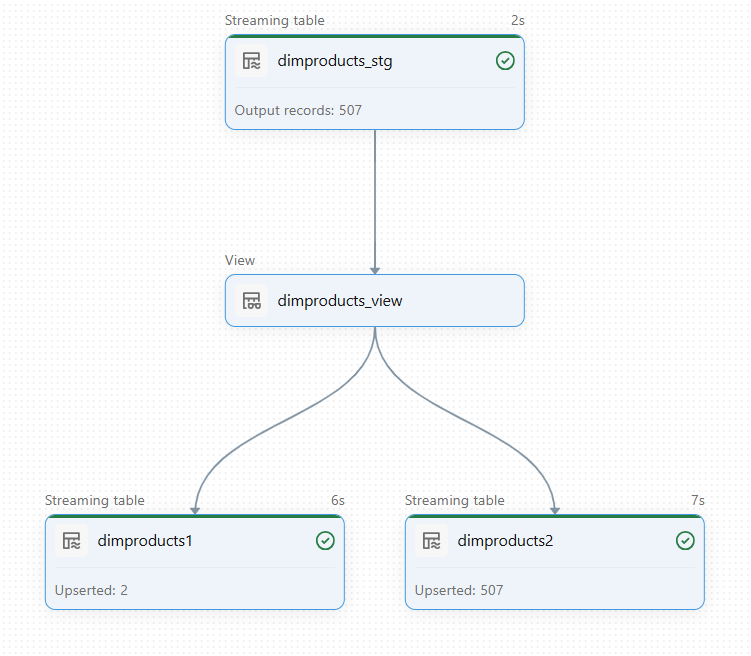 Streaming table 2s
dimproducts_stg
Output records: 507
View
dimproducts_view
Streaming table 6s
dimproducts1
Upserted: 2
Streaming table 7s
dimproducts2
Upserted: 507